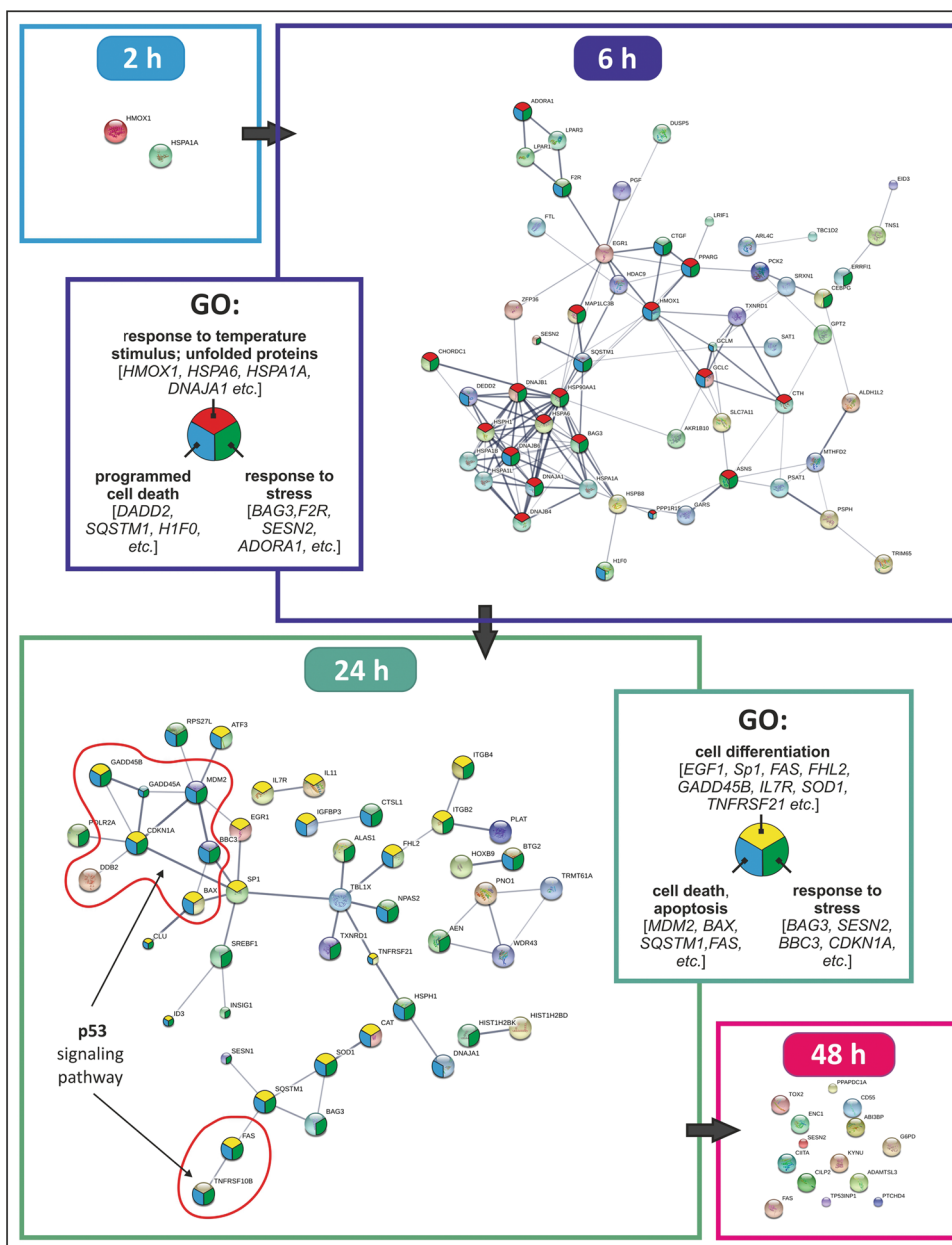 2 h
HMOX1
HSPA1A
6 h
ADORA1
LPAR3
LPAR1
F2R
DUSP5
PGF
FTL
EGR1
CTGF
LRIF1
PPARG
HDAC9
ARL4C
TBC1D2
EID3
TNS1
PCK2
ERRFI1
SRXN1
CEBPG
ZFP36
MAP1LC3B
HMOX1
TXNRD1
GPT2
SESN2
SQSTM1
GCLM
SAT1
CHORDC1
GCLC
DEDD2
DNAJB1
HSP90AA1
CTH
ALDH1L2
HSPH1
HSPA6
AKR1B10
SLC7A11
HSPA1B
DNAJB6
BAG3
MTHFD2
HSPA1L
DNAJA1
HSPA1A
ASNS
PSAT1
DNAJB4
HSPB8
PPP1R15
GARS
PSPH
H1F0
TRIM65
GO:
response to temperature
stimulus; unfolded proteins
[HMOX1, HSPA6, HSPA1A,
DNAJA1 etc.]
programmed
cell death
[DADD2,
SQSTM1, H1F0,
etc.]
response to
stress
[BAG3,F2R,
SESN2,
ADORA1, etc.]
24 h
RPS27L
ATF3
GADD45B
GADD45A
MDM2
IL7R
IL11
ITGB4
POLR2A
CDKN1A
EGR1
IGFBP3
CTSL1
ITGB2
PLAT
BBC3
ALAS1
FHL2
DDB2
HOXB9
BTG2
BAX
SP1
TBL1X
PNO1
TRMT61A
CLU
NPAS2
SREBF1
TXNRD1
AEN
WDR43
TNFRSF21
ID3
INSIG1
HSPH1
HIST1H2BK
HIST1H2BD
CAT
SESN1
SOD1
DNAJA1
SQSTM1
BAG3
FAS
TNFRSF10B
p53
signaling
pathway
GO:
cell differentiation
[EGF1, Sp1, FAS, FHL2,
GADD45B, IL7R, SOD1,
TNFRSF21 etc.]
cell death,
apoptosis
[MDM2, BAX,
SQSTM1,FAS,
etc.]
response to
stress
[BAG3, SESN2,
BBC3, CDKN1A,
etc.]
48 h
PPAPDC1A
TOX2
CD55
ENC1
ABI3BP
SESN2
G6PD
CIITA
KYNU
CILP2
ADAMTSL3
FAS
TP53INP1
PTCHD4